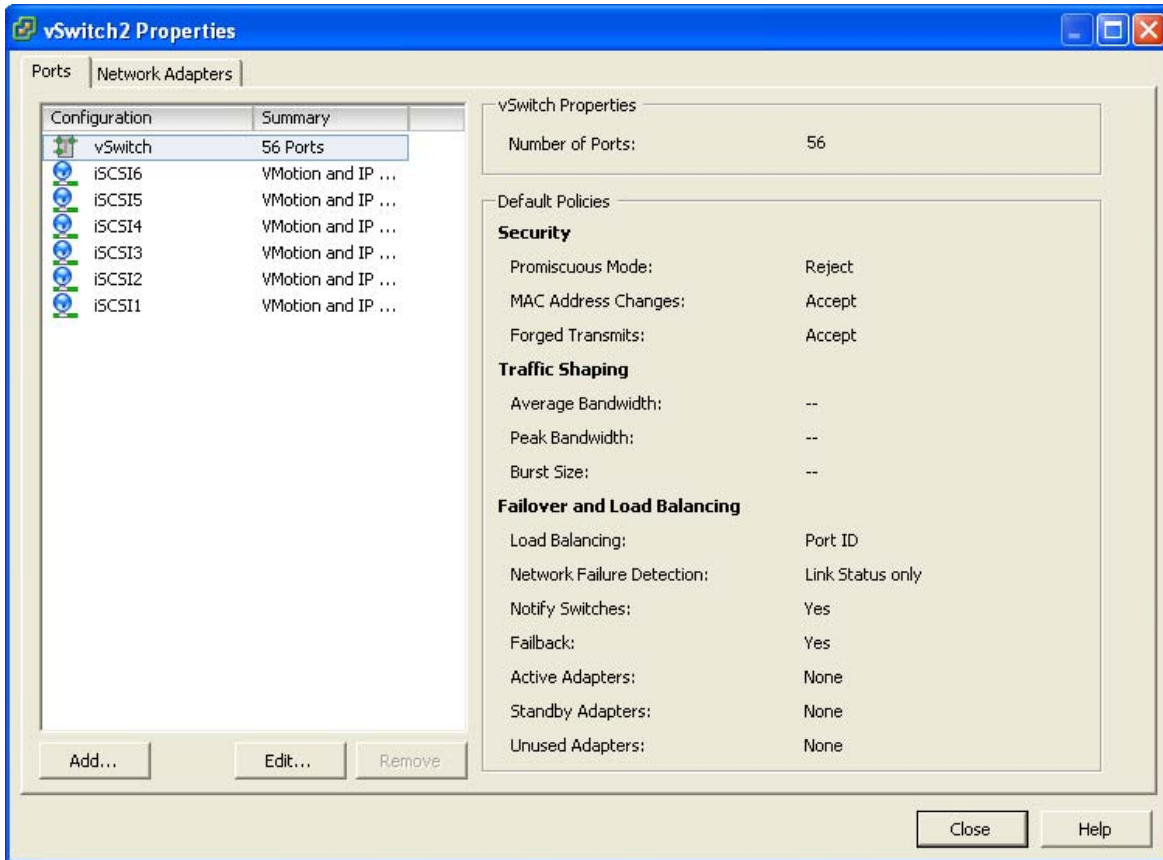 vSwitch2 Properties
Ports Network Adapters
Configuration Summary
vSwitch 56 Ports
iSCSI6 VMotion and IP ...
iSCSI5 VMotion and IP ...
iSCSI4 VMotion and IP ...
iSCSI3 VMotion and IP ...
iSCSI2 VMotion and IP ...
iSCSI1 VMotion and IP ...
Add... Edit... Remove
vSwitch Properties
Number of Ports: 56
Default Policies
Security
Promiscuous Mode: Reject
MAC Address Changes: Accept
Forged Transmits: Accept
Traffic Shaping
Average Bandwidth: --
Peak Bandwidth: --
Burst Size: --
Failover and Load Balancing
Load Balancing: Port ID
Network Failure Detection: Link Status only
Notify Switches: Yes
Failback: Yes
Active Adapters: None
Standby Adapters: None
Unused Adapters: None
Close Help